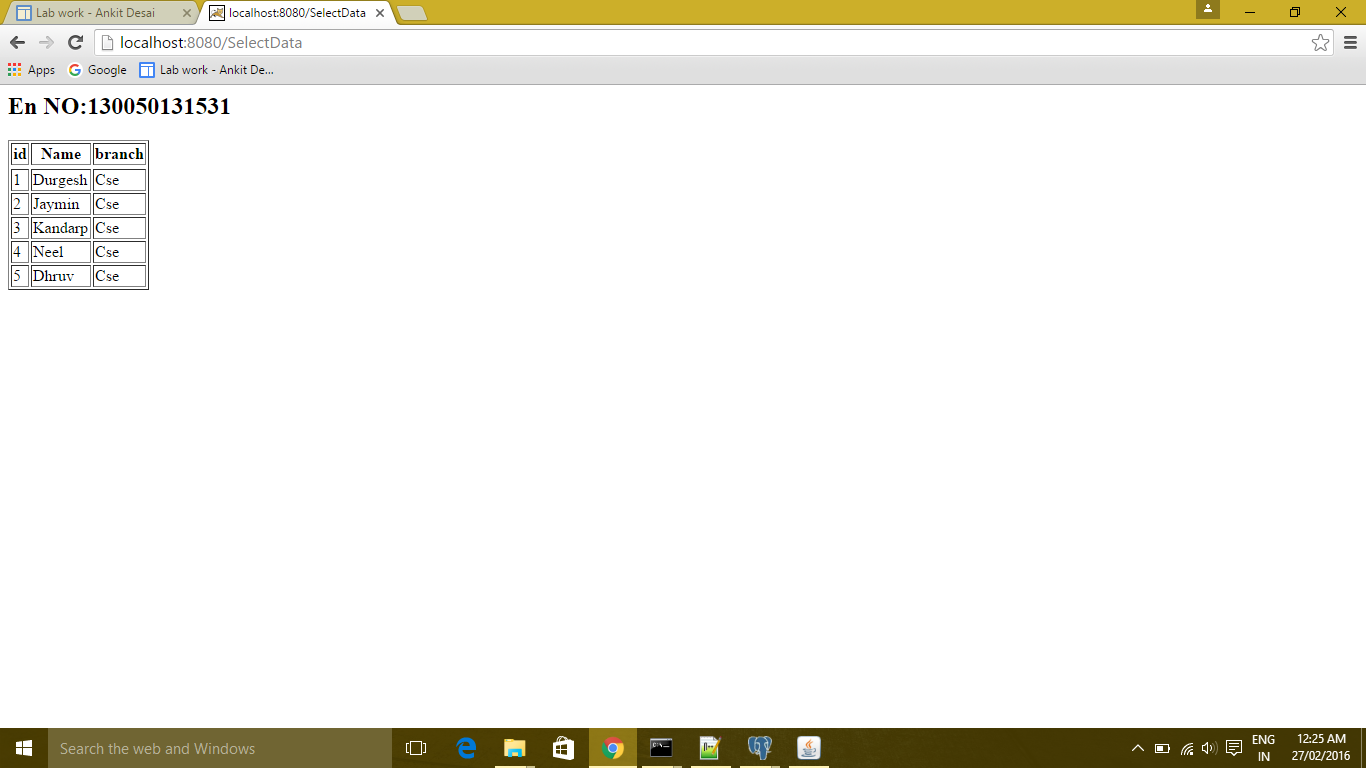 Lab work - Ankit Desai
localhost:8080/SelectData
localhost:8080/SelectData
Apps
Google
Lab work - Ankit De...
En NO:130050131531
id Name branch
1 Durgesh Cse
2 Jaymin Cse
3 Kandarp Cse
4 Neel Cse
5 Dhruv Cse
Search the web and Windows
ENG
IN
12:25 AM
27/02/2016